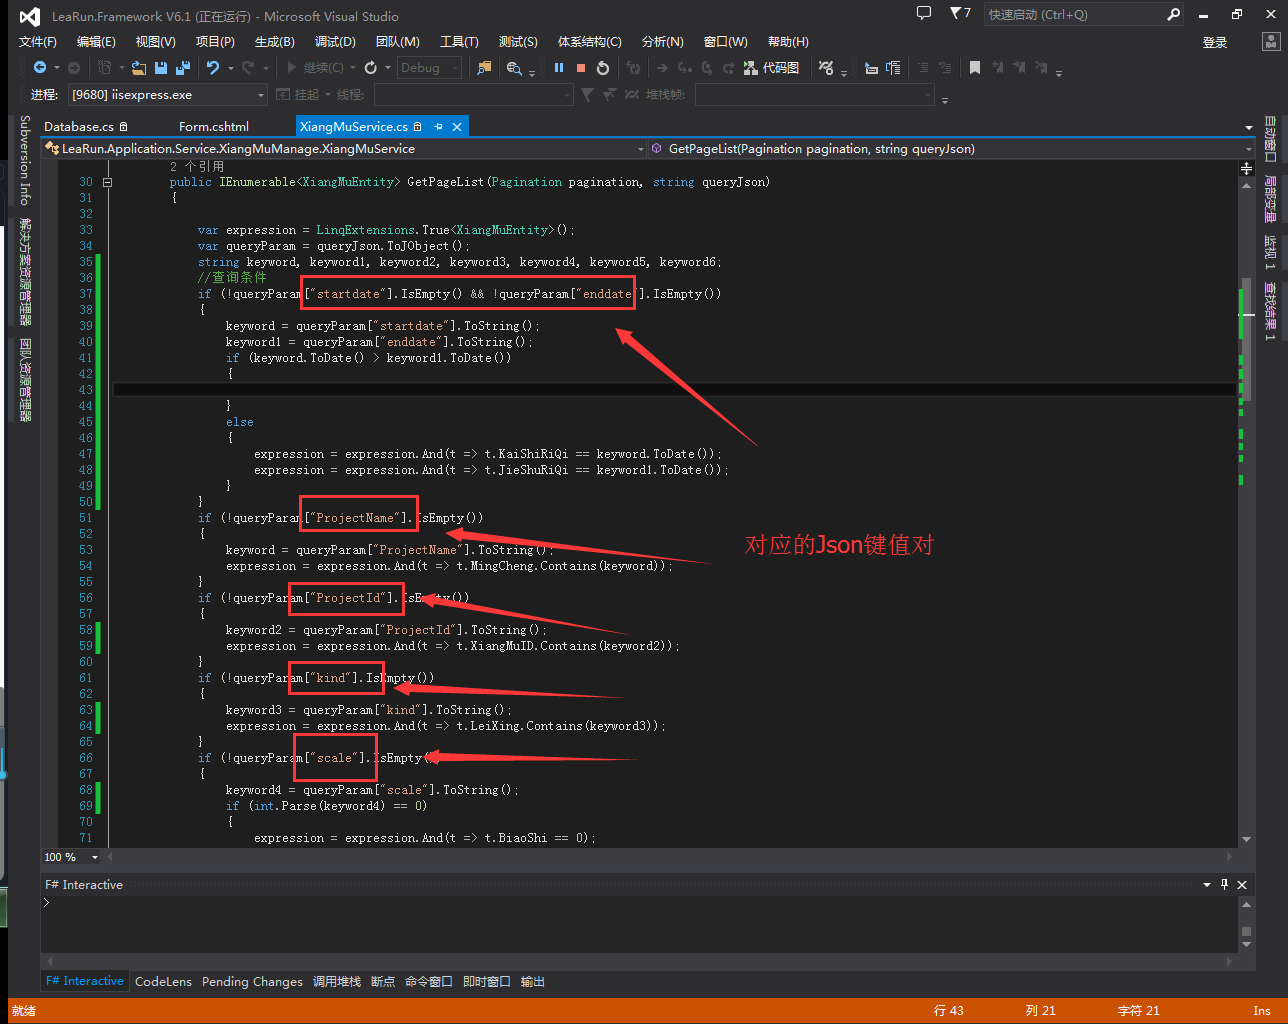 LeaRun.Framework V6.1 (正在运行) - Microsoft Visual Studio
7
快速启动 (Ctrl+Q)
文件(F) 编辑(E) 视图(V) 项目(P) 生成(B) 调试(D) 团队(M) 工具(T) 测试(S) 体系结构(C) 分析(N) 窗口(W) 帮助(H) 登录
继续(C) Debug 代码图
进程: [9680] iisexpress.exe 挂起 线程: 堆栈帧:
Database.cs Form.cshtml XiangMuService.cs
LeaRun.Application.Service.XiangMuManage.XiangMuService GetPageList(Pagination pagination, string queryJson)
Subversion Info
解决方案资源管理器
团队资源管理器
自动窗口
局部变量
监视 1
查找结果 1
2 个引用
30 public IEnumerable<XiangMuEntity> GetPageList(Pagination pagination, string queryJson)
31 {
32
33 var expression = LinqExtensions.True<XiangMuEntity>();
34 var queryParam = queryJson.ToJObject();
35 string keyword, keyword1, keyword2, keyword3, keyword4, keyword5, keyword6;
36 //查询条件
37 if (!queryParam["startdate"].IsEmpty() && !queryParam["enddate"].IsEmpty())
38 {
39 keyword = queryParam["startdate"].ToString();
40 keyword1 = queryParam["enddate"].ToString();
41 if (keyword.ToDate() > keyword1.ToDate())
42 {
43
44 }
45 else
46 {
47 expression = expression.And(t => t.KaiShiRiQi == keyword.ToDate());
48 expression = expression.And(t => t.JieShuRiQi == keyword1.ToDate());
49 }
50 }
51 if (!queryParam["ProjectName"].IsEmpty())
52 {
53 keyword = queryParam["ProjectName"].ToString();
54 expression = expression.And(t => t.MingCheng.Contains(keyword));
55 }
56 if (!queryParam["ProjectId"].IsEmpty())
57 {
58 keyword2 = queryParam["ProjectId"].ToString();
59 expression = expression.And(t => t.XiangMuID.Contains(keyword2));
60 }
61 if (!queryParam["kind"].IsEmpty())
62 {
63 keyword3 = queryParam["kind"].ToString();
64 expression = expression.And(t => t.LeiXing.Contains(keyword3));
65 }
66 if (!queryParam["scale"].IsEmpty()
67 {
68 keyword4 = queryParam["scale"].ToString();
69 if (int.Parse(keyword4) == 0)
70 {
71 expression = expression.And(t => t.BiaoShi == 0);
对应的Json键值对
100 %
F# Interactive
>
F# Interactive CodeLens Pending Changes 调用堆栈 断点 命令窗口 即时窗口 输出
就绪 行 43 列 21 字符 21 Ins